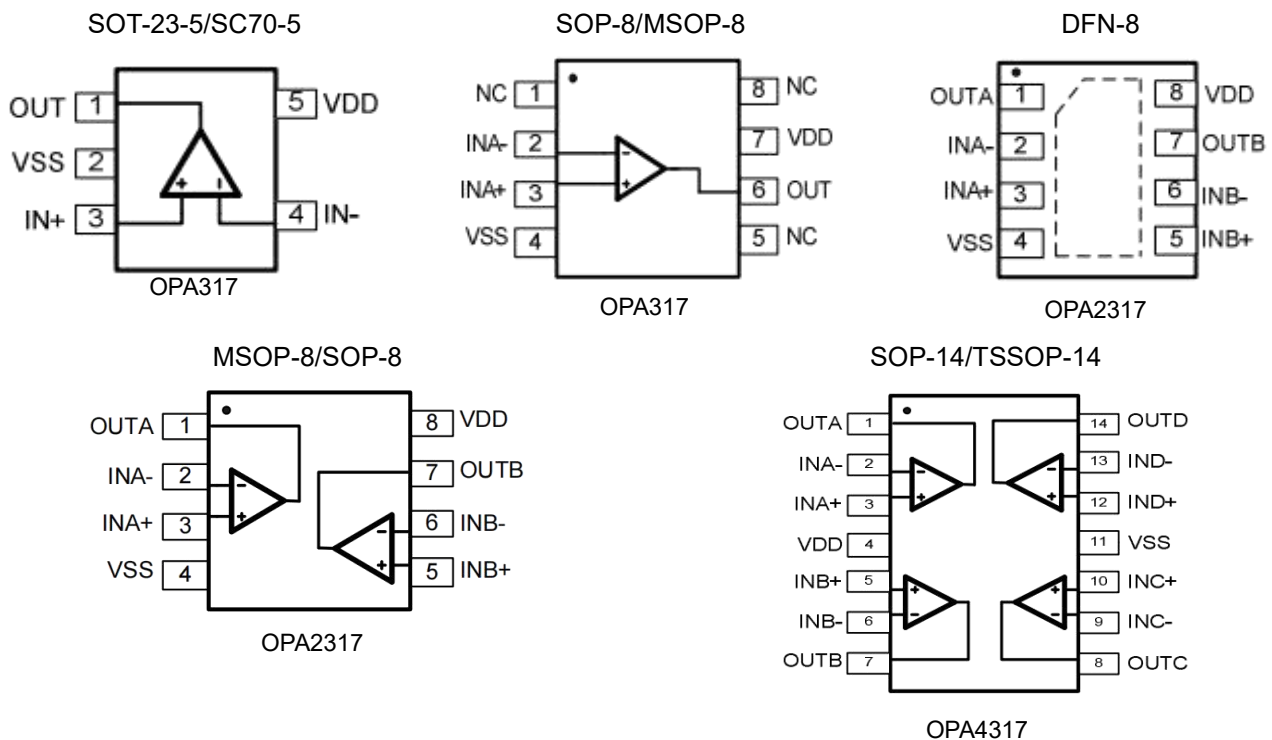 SOT-23-5/SC70-5
OUT 1
5 VDD
VSS 2
IN+ 3
4 IN-
+ -
OPA317
SOP-8/MSOP-8
NC 1
8 NC
INA- 2
7 VDD
INA+ 3
6 OUT
VSS 4
5 NC
-
+
OPA317
DFN-8
OUTA 1
8 VDD
INA- 2
7 OUTB
INA+ 3
6 INB-
VSS 4
5 INB+
OPA2317
MSOP-8/SOP-8
OUTA 1
8 VDD
INA- 2
7 OUTB
INA+ 3
6 INB-
VSS 4
5 INB+
-
+
-
+
OPA2317
SOP-14/TSSOP-14
OUTA 1
14 OUTD
INA- 2
13 IND-
INA+ 3
12 IND+
VDD 4
11 VSS
INB+ 5
10 INC+
INB- 6
9 INC-
OUTB 7
8 OUTC
-
+
-
+
+
-
+
-
OPA4317